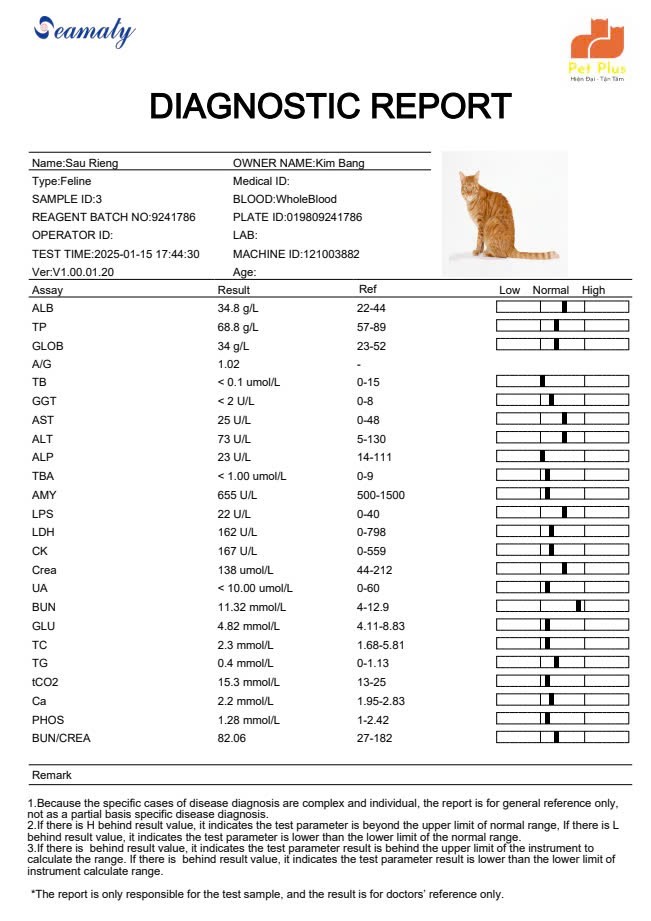 Seamaty
Pet Plus
Hiện Đại - Tận Tâm
DIAGNOSTIC REPORT
Name:Sau Rieng OWNER NAME:Kim Bang
Type:Feline Medical ID:
SAMPLE ID:3 BLOOD:WholeBlood
REAGENT BATCH NO:9241786 PLATE ID:019809241786
OPERATOR ID: LAB:
TEST TIME:2025-01-15 17:44:30 MACHINE ID:121003882
Ver:V1.00.01.20 Age:
Assay Result Ref Low Normal High
ALB 34.8 g/L 22-44
TP 68.8 g/L 57-89
GLOB 34 g/L 23-52
A/G 1.02 -
TB < 0.1 umol/L 0-15
GGT < 2 U/L 0-8
AST 25 U/L 0-48
ALT 73 U/L 5-130
ALP 23 U/L 14-111
TBA < 1.00 umol/L 0-9
AMY 655 U/L 500-1500
LPS 22 U/L 0-40
LDH 162 U/L 0-798
CK 167 U/L 0-559
Crea 138 umol/L 44-212
UA < 10.00 umol/L 0-60
BUN 11.32 mmol/L 4-12.9
GLU 4.82 mmol/L 4.11-8.83
TC 2.3 mmol/L 1.68-5.81
TG 0.4 mmol/L 0-1.13
tCO2 15.3 mmol/L 13-25
Ca 2.2 mmol/L 1.95-2.83
PHOS 1.28 mmol/L 1-2.42
BUN/CREA 82.06 27-182
Remark
1.Because the specific cases of disease diagnosis are complex and individual, the report is for general reference only,
not as a partial basis specific disease diagnosis.
2.If there is H behind result value, it indicates the test parameter is beyond the upper limit of normal range, If there is L
behind result value, it indicates the test parameter is lower than the lower limit of the normal range.
3.If there is  behind result value, it indicates the test parameter result is behind the upper limit of the instrument to
calculate the range. If there is  behind result value, it indicates the test parameter result is lower than the lower limit of
instrument calculate range.
*The report is only responsible for the test sample, and the result is for doctors' reference only.